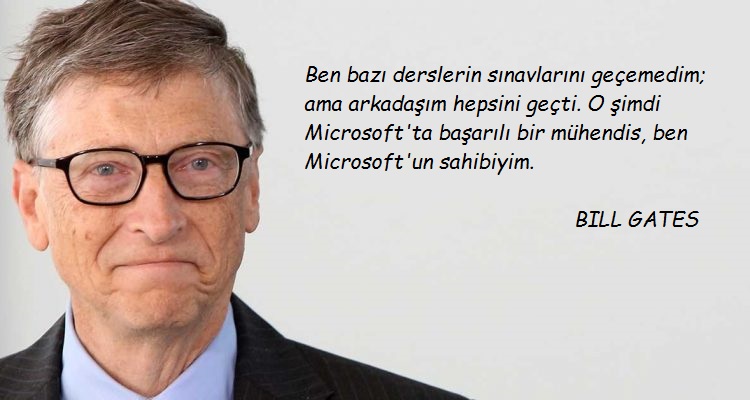 Ben bazı derslerin sınavlarını geçemedim;
ama arkadaşım hepsini geçti. O şimdi
Microsoft'ta başarılı bir mühendis, ben
Microsoft'un sahibiyim.
BILL GATES